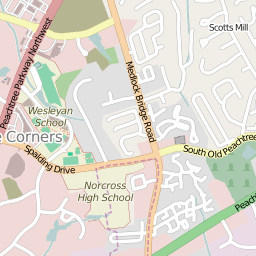 Scotts Mill
Peachtree Parkway Northwest
Medlock Bridge Road
Wesleyan
School
e Corners
Spalding Drive
South Old Peachtree
Norcross
High School
Peach